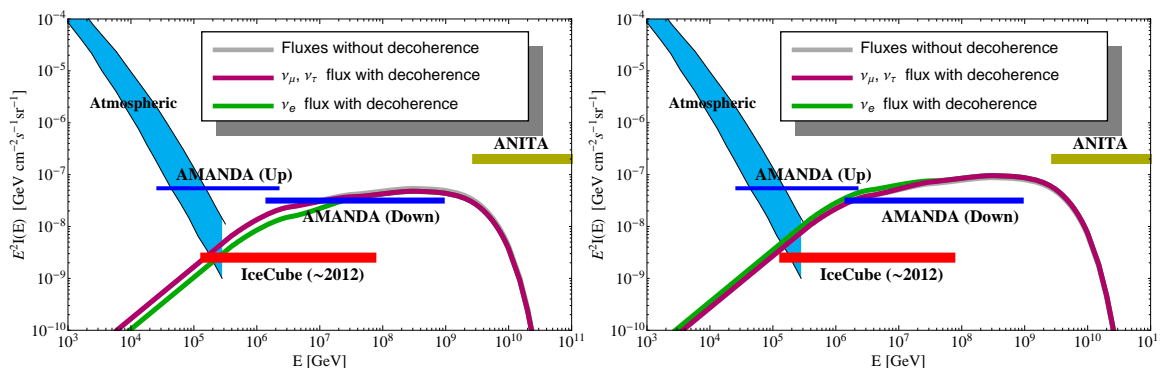 10⁻⁴
10⁻⁵
10⁻⁶
10⁻⁷
10⁻⁸
10⁻⁹
10⁻¹⁰
E²I(E) [GeV cm⁻²s⁻¹sr⁻¹]
Fluxes without decoherence
νμ, ντ flux with decoherence
νe flux with decoherence
Atmospheric
ANITA
AMANDA (Up)
AMANDA (Down)
IceCube (~2012)
10³ 10⁴ 10⁵ 10⁶ 10⁷ 10⁸ 10⁹ 10¹⁰ 10¹¹
E [GeV]
10⁻⁴
10⁻⁵
10⁻⁶
10⁻⁷
10⁻⁸
10⁻⁹
10⁻¹⁰
E²I(E) [GeV cm⁻²s⁻¹sr⁻¹]
Fluxes without decoherence
νμ, ντ flux with decoherence
νe flux with decoherence
Atmospheric
ANITA
AMANDA (Up)
AMANDA (Down)
IceCube (~2012)
10³ 10⁴ 10⁵ 10⁶ 10⁷ 10⁸ 10⁹ 10¹⁰ 10
E [GeV]